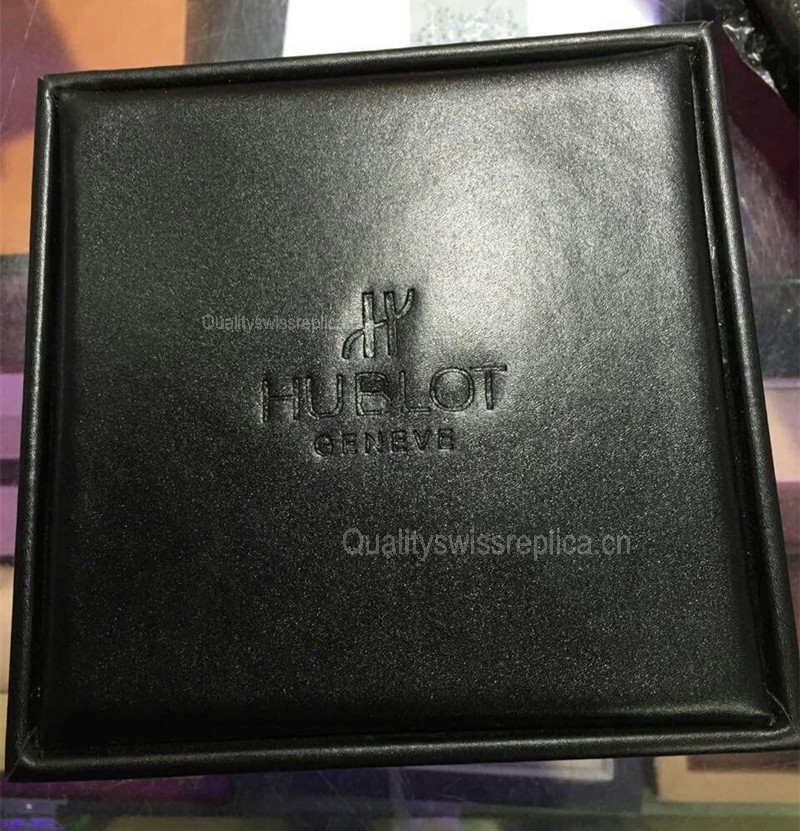 Qualityswissreplica
H
HUBLOT
GENEVE
Qualityswissreplica.cn